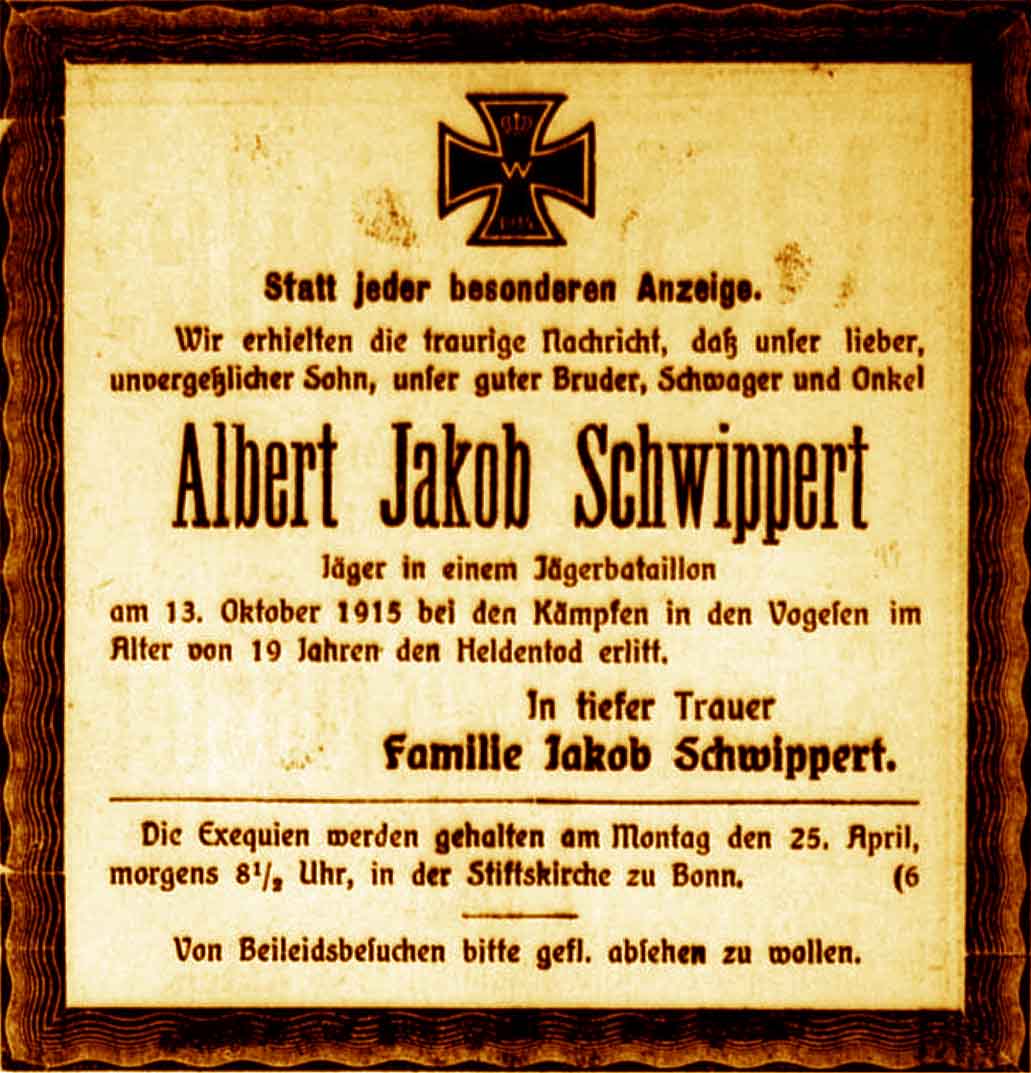 W
Statt jeder besonderen Anzeige.
Wir erhielten die traurige Nachricht, daß unſer lieber,
unvergeßlicher Sohn, unſer guter Bruder, Schwager und Onkel
Albert Jakob Schwippert
Jäger in einem Jägerbataillon
am 13. Oktober 1915 bei den Kämpfen in den Vogeſen im
Alter von 19 Jahren den Heldentod erlitt.
In tiefer Trauer
Familie Jakob Schwippert.
Die Exequien werden gehalten am Montag den 25. April,
morgens 8¹/₂ Uhr, in der Stiftskirche zu Bonn. (6
Von Beileidsbeſuchen bitte gefl. abſehen zu wollen.